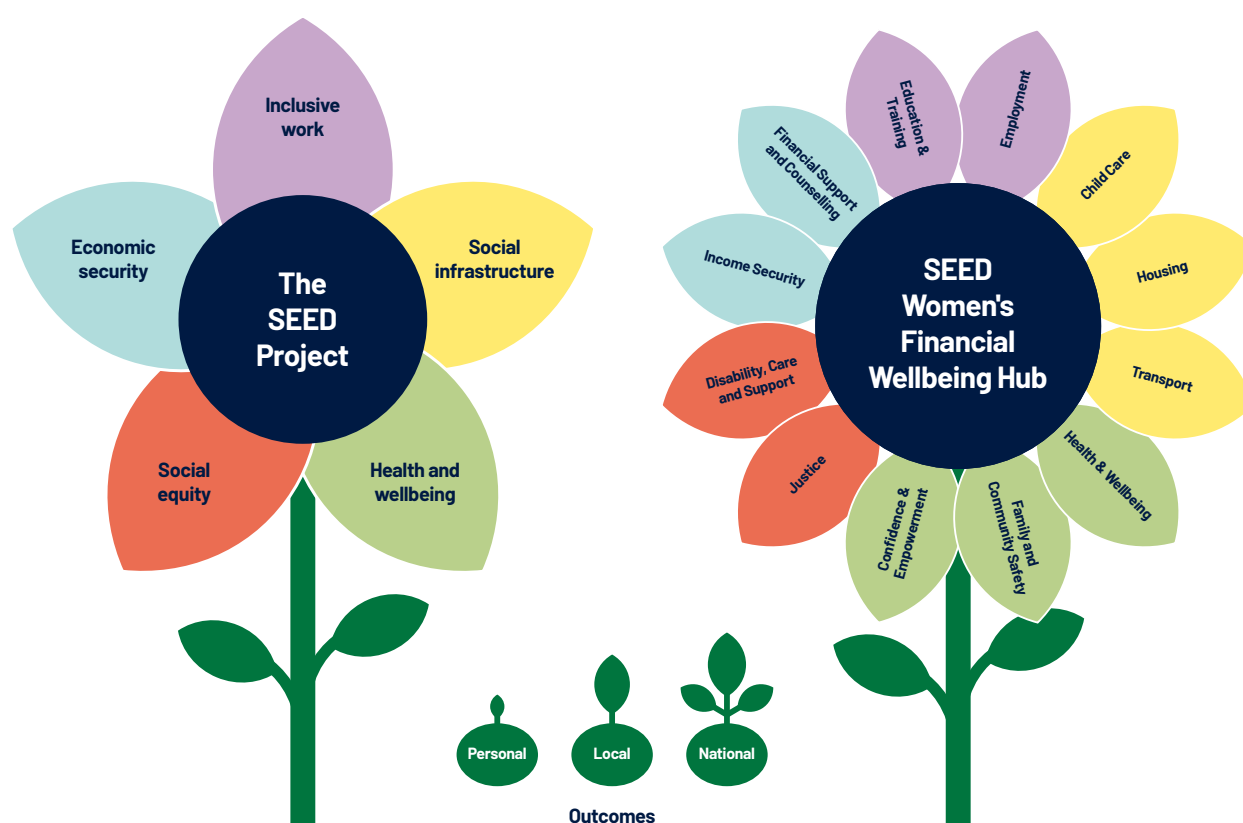 Inclusive
work
Economic
security
Social
infrastructure
The
SEED
Project
Social
equity
Health and
wellbeing
Education &
Training
Employment
Financial Support
and Counselling
Child Care
Income Security
Housing
SEED
Women's
Financial
Wellbeing Hub
Disability, Care
and Support
Transport
Justice
Health & Wellbeing
Confidence &
Empowerment
Family and
Community Safety
Personal
Local
National
Outcomes